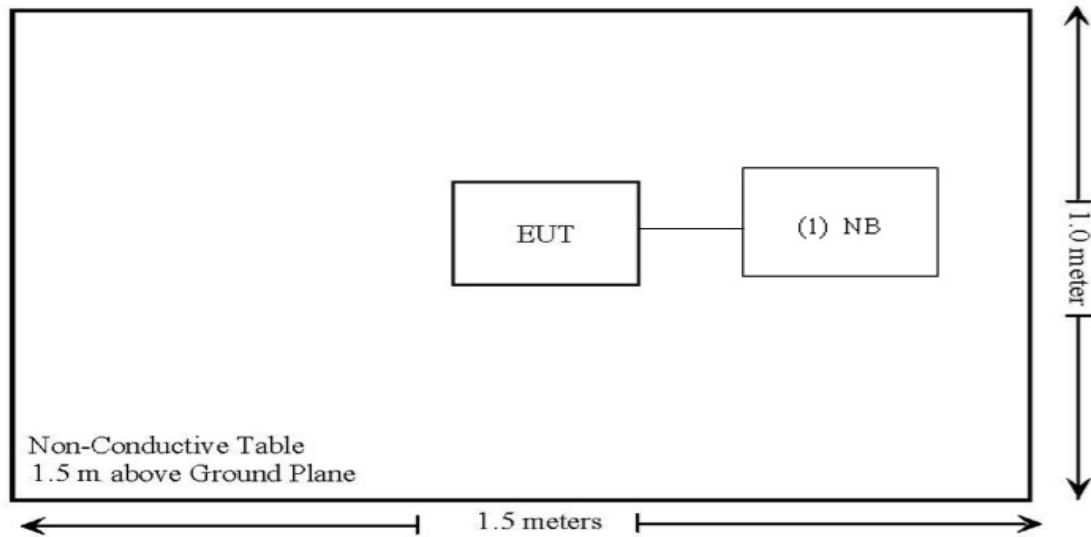 EUT
(1) NB
1.0 meter
Non-Conductive Table
1.5 m above Ground Plane
1.5 meters